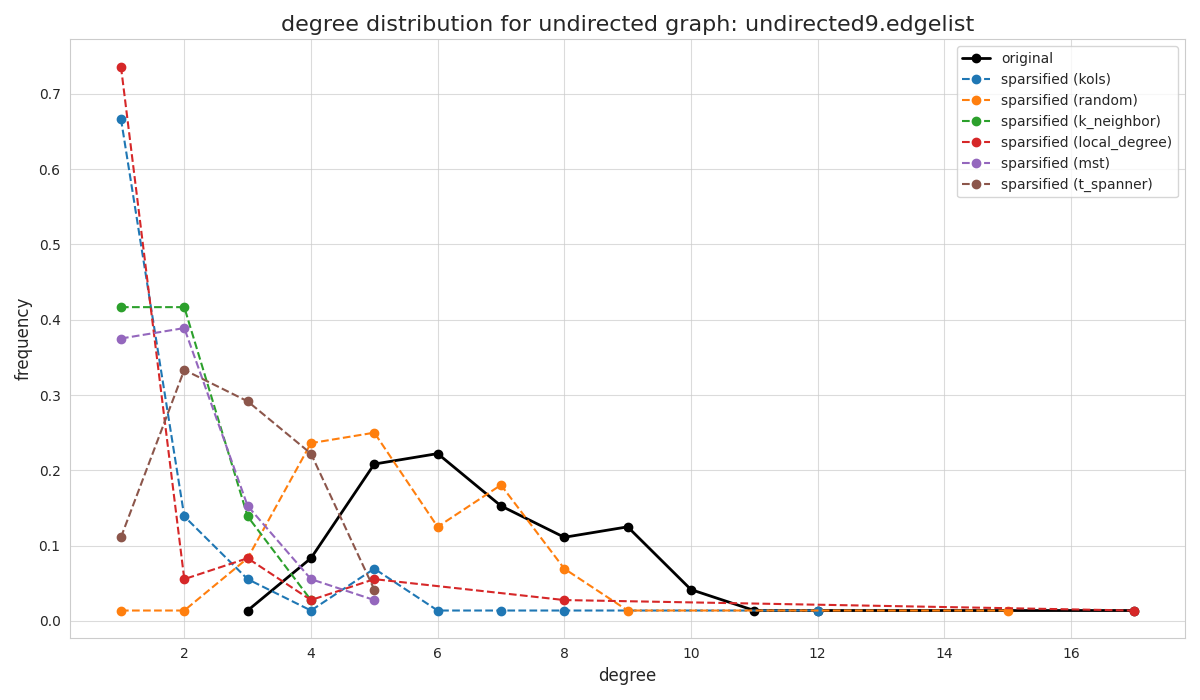 degree distribution for undirected graph: undirected9.edgelist
original
sparsified (kols)
sparsified (random)
sparsified (k_neighbor)
sparsified (local_degree)
sparsified (mst)
sparsified (t_spanner)
frequency
0.7
0.6
0.5
0.4
0.3
0.2
0.1
0.0
2 4 6 8 10 12 14 16
degree